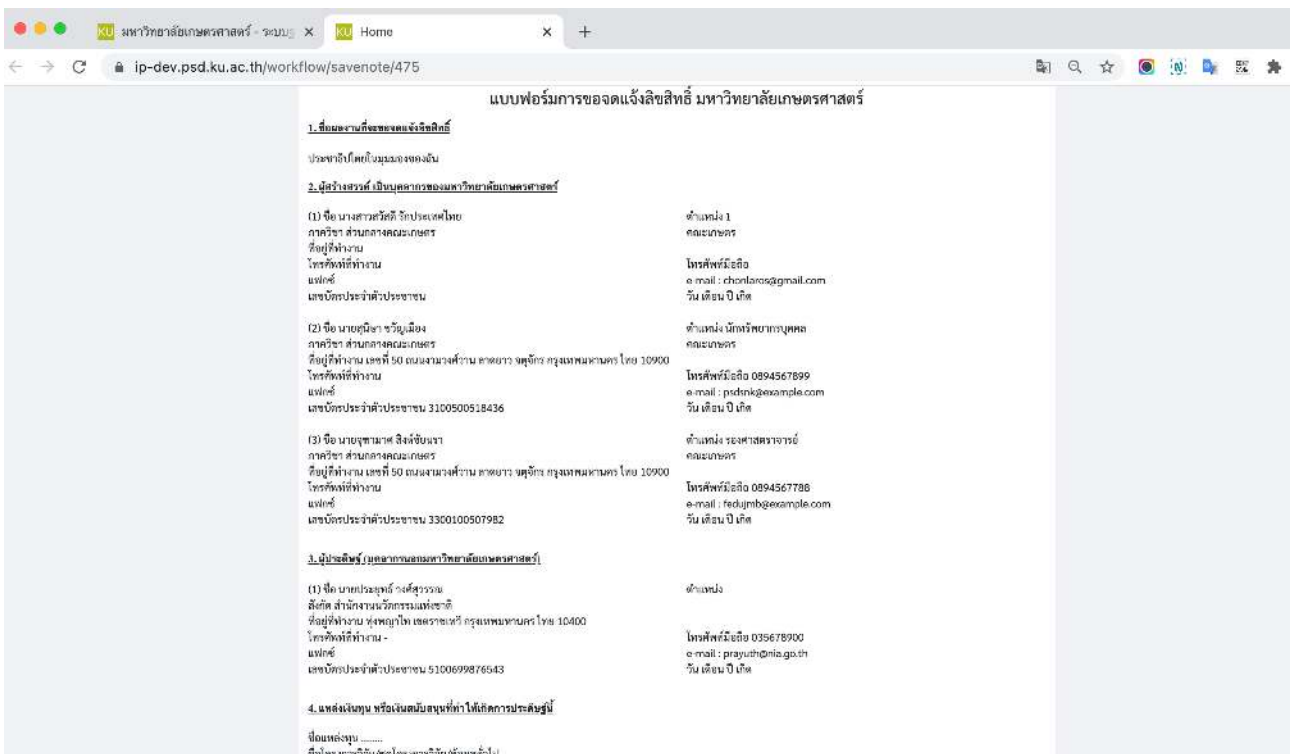 มหาวิทยาลัยเกษตรศาสตร์ - ระบบ
Home
ip-dev.psd.ku.ac.th/workflow/savenote/475
แบบฟอร์มการขอจดแจ้งลิขสิทธิ์ มหาวิทยาลัยเกษตรศาสตร์
1. ชื่อผลงานที่จะขอจดแจ้งลิขสิทธิ์
ประชาธิปไตยในมุมมองของฉัน
2. ผู้สร้างสรรค์ เป็นบุคลากรของมหาวิทยาลัยเกษตรศาสตร์
(1) ชื่อ นางสาวสวัสดี รักประเทศไทย ตำแหน่ง 1
ภาควิชา ส่วนกลางคณะเกษตร คณะเกษตร
ที่อยู่ที่ทำงาน
โทรศัพท์ที่ทำงาน โทรศัพท์มือถือ
แฟกซ์ e-mail : chonlaros@gmail.com
เลขบัตรประจำตัวประชาชน วัน เดือน ปี เกิด
(2) ชื่อ นายสุนิษา ขวัญเมือง ตำแหน่ง นักทรัพยากรบุคคล
ภาควิชา ส่วนกลางคณะเกษตร คณะเกษตร
ที่อยู่ที่ทำงาน เลขที่ 50 ถนนงามวงศ์วาน ลาดยาว จตุจักร กรุงเทพมหานคร ไทย 10900
โทรศัพท์ที่ทำงาน โทรศัพท์มือถือ 0894567899
แฟกซ์ e-mail : psdsnk@example.com
เลขบัตรประจำตัวประชาชน 3100500518436 วัน เดือน ปี เกิด
(3) ชื่อ นายจุฑามาศ สิงห์ชัยนรา ตำแหน่ง รองศาสตราจารย์
ภาควิชา ส่วนกลางคณะเกษตร คณะเกษตร
ที่อยู่ที่ทำงาน เลขที่ 50 ถนนงามวงศ์วาน ลาดยาว จตุจักร กรุงเทพมหานคร ไทย 10900
โทรศัพท์ที่ทำงาน โทรศัพท์มือถือ 0894567788
แฟกซ์ e-mail : fedujmb@example.com
เลขบัตรประจำตัวประชาชน 3300100507982 วัน เดือน ปี เกิด
3. ผู้ประดิษฐ์ (บุคลากรนอกมหาวิทยาลัยเกษตรศาสตร์)
(1) ชื่อ นายประยุทธ์ วงศ์สุวรรณ ตำแหน่ง
สังกัด สำนักงานนวัตกรรมแห่งชาติ
ที่อยู่ที่ทำงาน ทุ่งพญาไท เขตราชเทวี กรุงเทพมหานคร ไทย 10400
โทรศัพท์ที่ทำงาน - โทรศัพท์มือถือ 035678900
แฟกซ์ e-mail : prayuth@nia.go.th
เลขบัตรประจำตัวประชาชน 5100699876543 วัน เดือน ปี เกิด
4. แหล่งเงินทุน หรือเงินสนับสนุนที่ทำให้เกิดการประดิษฐ์นี้
ชื่อแหล่งทุน ........